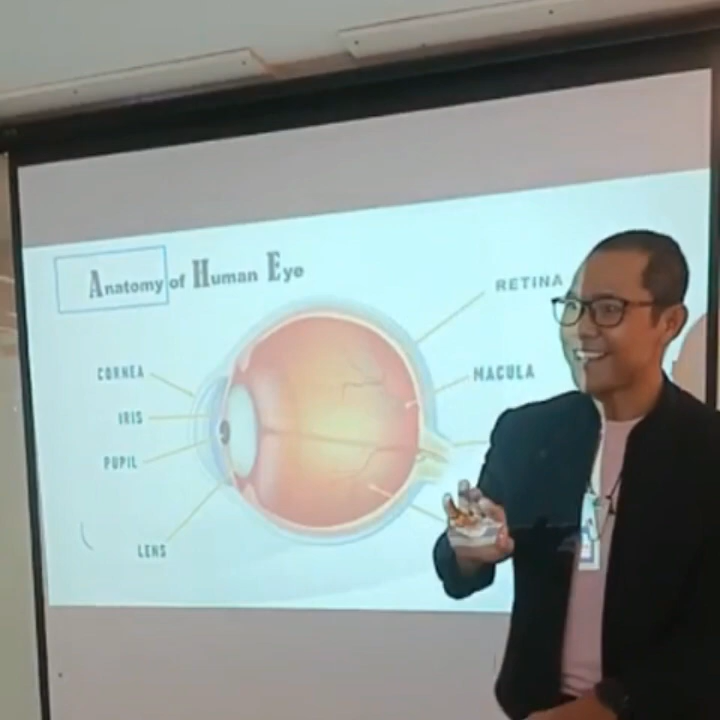 Anatomy of Human Eye
RETINA
CORNEA
MACULA
IRIS
PUPIL
LENS